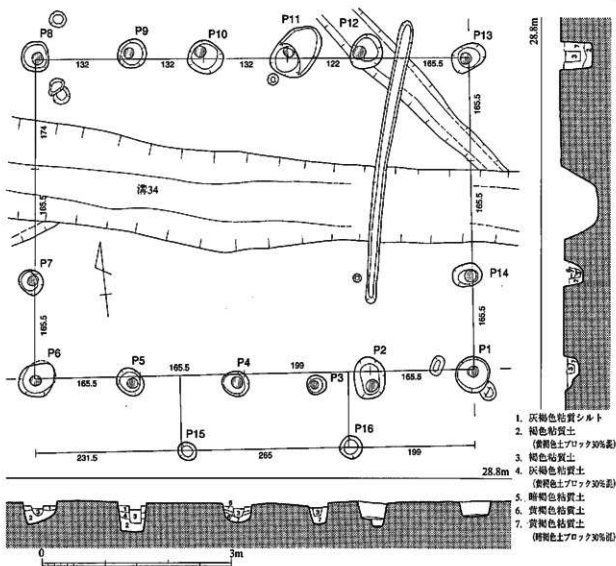 P8
P9
P10
P11
P12
P13
132
132
132
122
165.5
28.8m
174
165.5
165.5
溝34
165.5
165.5
P7
P14
165.5
P6
P5
P4
P3
P2
P1
165.5
165.5
199
165.5
P15
P16
231.5
265
199
28.8m
0
3m
1. 灰褐色粘質シルト
2. 褐色粘質土
(黄褐色土ブロック30%混)
3. 褐色粘質土
4. 灰褐色粘質土
(黄褐色土ブロック30%混)
5. 暗褐色粘質土
6. 黄褐色粘質土
7. 黄褐色粘質土
(暗褐色土ブロック30%混)